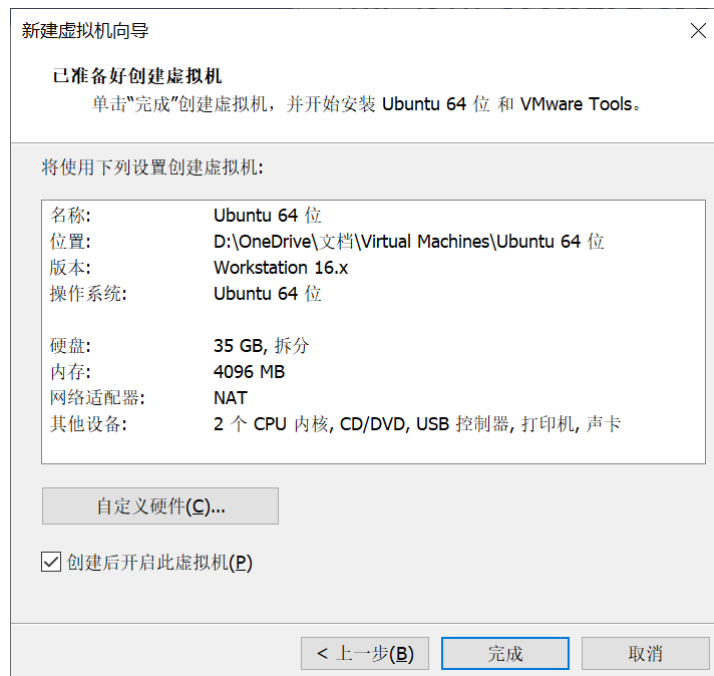 新建虚拟机向导
已准备好创建虚拟机
单击“完成”创建虚拟机，并开始安装 Ubuntu 64 位 和 VMware Tools。
将使用下列设置创建虚拟机:
名称: Ubuntu 64 位
位置: D:\OneDrive\文档\Virtual Machines\Ubuntu 64 位
版本: Workstation 16.x
操作系统: Ubuntu 64 位
硬盘: 35 GB, 拆分
内存: 4096 MB
网络适配器: NAT
其他设备: 2 个 CPU 内核, CD/DVD, USB 控制器, 打印机, 声卡
自定义硬件(C)...
创建后开启此虚拟机(P)
< 上一步(B) 完成 取消